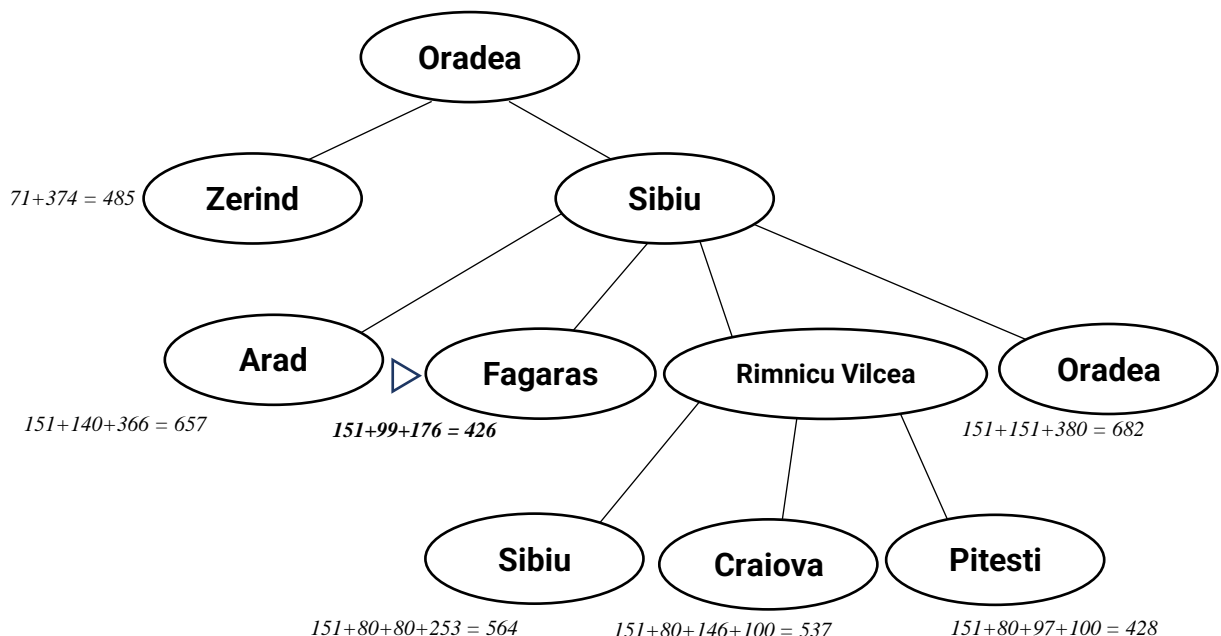 Oradea
71+374 = 485
Zerind
Sibiu
Arad
Fagaras
Rimnicu Vilcea
Oradea
151+140+366 = 657
151+99+176 = 426
151+151+380 = 682
Sibiu
Craiova
Pitesti
151+80+80+253 = 564
151+80+146+100 = 537
151+80+97+100 = 428